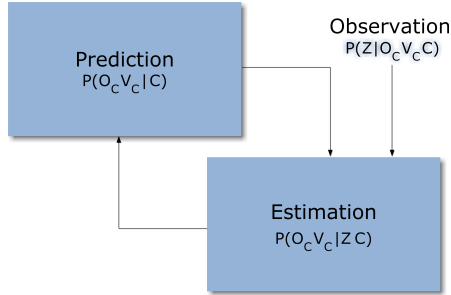 Prediction
P(O_C V_C | C)
Observation
P(Z|O_C V_C C)
Estimation
P(O_C V_C | Z C)